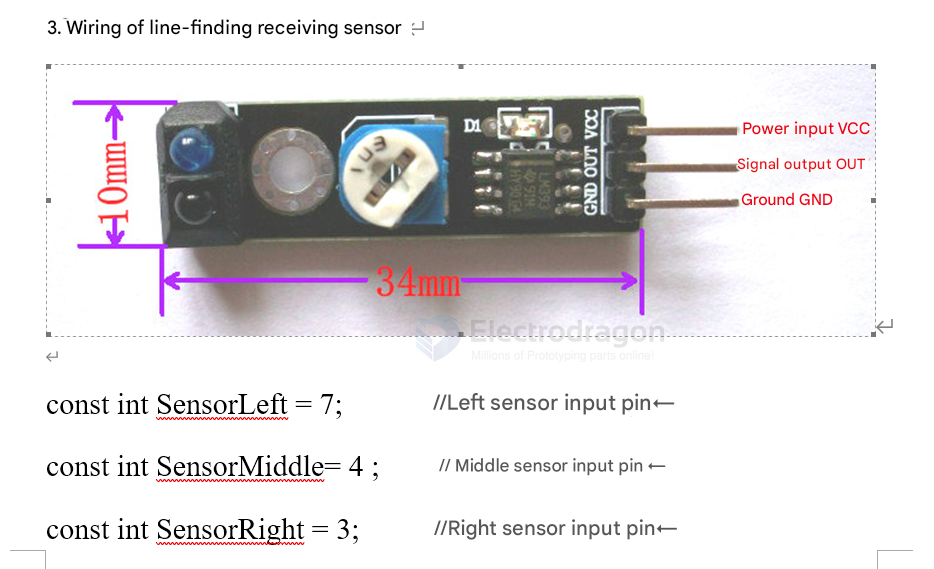 3. Wiring of line-finding receiving sensor
10mm
D1
VCC
OUT
GND
Power input VCC
Signal output OUT
Ground GND
34mm
Electrodragon
Millions of Prototyping parts online!
const int SensorLeft = 7; //Left sensor input pin←
const int SensorMiddle= 4 ; // Middle sensor input pin ←
const int SensorRight = 3; //Right sensor input pin←